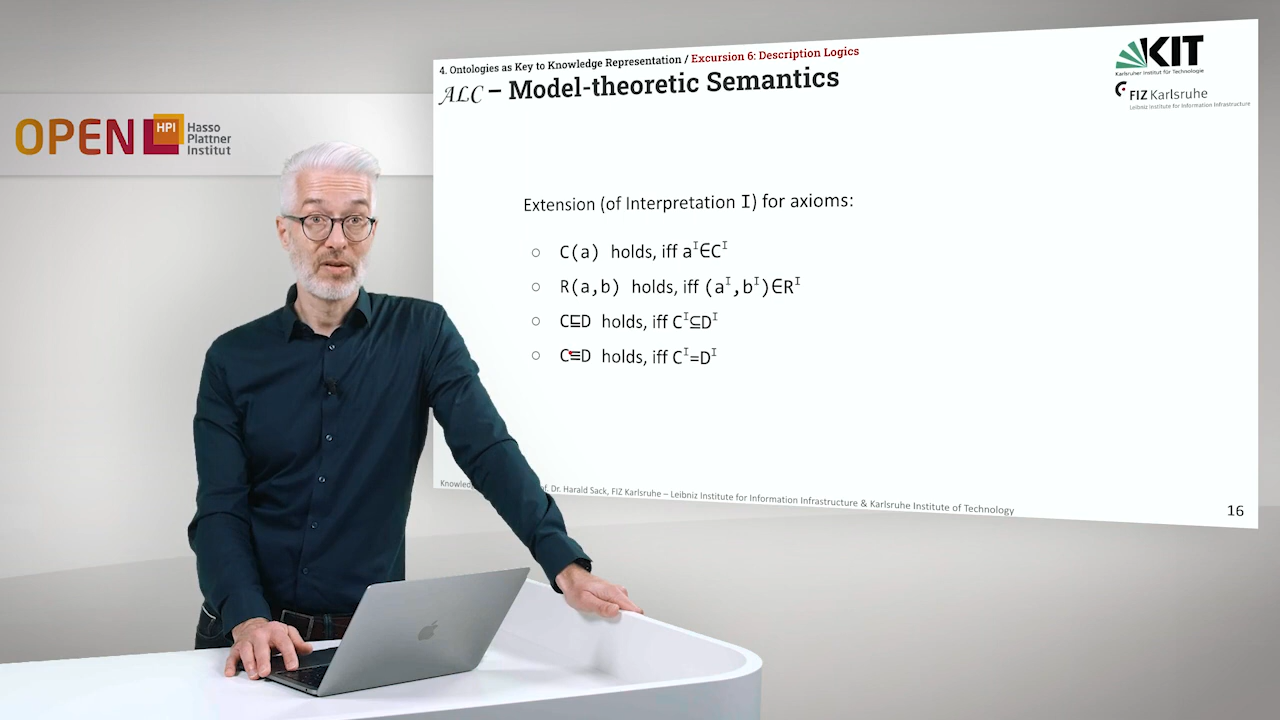 OPEN HPI Hasso
Plattner
Institut
4. Ontologies as Key to Knowledge Representation / Excursion 6: Description Logics
ALC – Model-theoretic Semantics
KIT
Karlsruher Institut für Technologie
FIZ Karlsruhe
Leibniz Institute for Information Infrastructure
Extension (of Interpretation I) for axioms:
○ C(a) holds, iff aᴵ∈Cᴵ
○ R(a,b) holds, iff (aᴵ,bᴵ)∈Rᴵ
○ C⊑D holds, iff Cᴵ⊆Dᴵ
○ C≡D holds, iff Cᴵ=Dᴵ
Dr. Harald Sack, FIZ Karlsruhe – Leibniz Institute for Information Infrastructure & Karlsruhe Institute of Technology
16